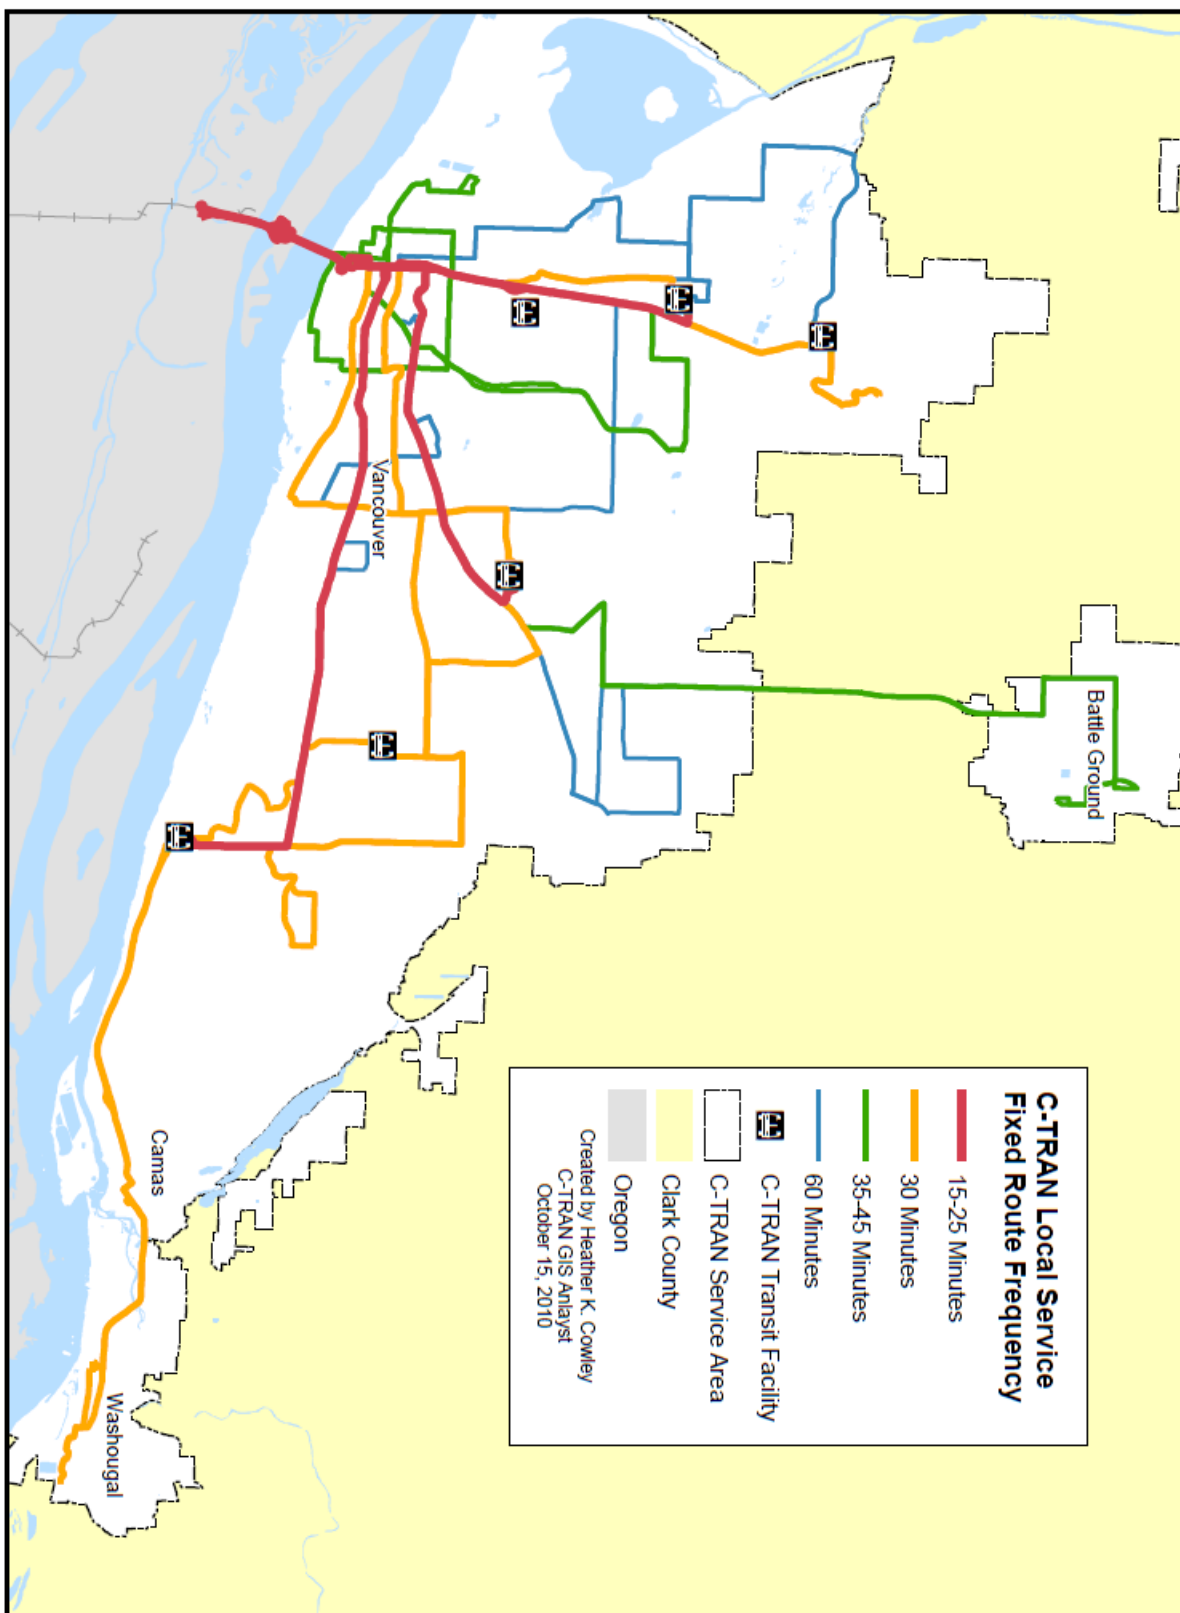 C-TRAN Local Service
Fixed Route Frequency
15-25 Minutes
30 Minutes
35-45 Minutes
60 Minutes
C-TRAN Transit Facility
C-TRAN Service Area
Clark County
Oregon
Created by Heather K. Cowley
C-TRAN GIS Anlayst
October 15, 2010
Battle Ground
Vancouver
Camas
Washougal